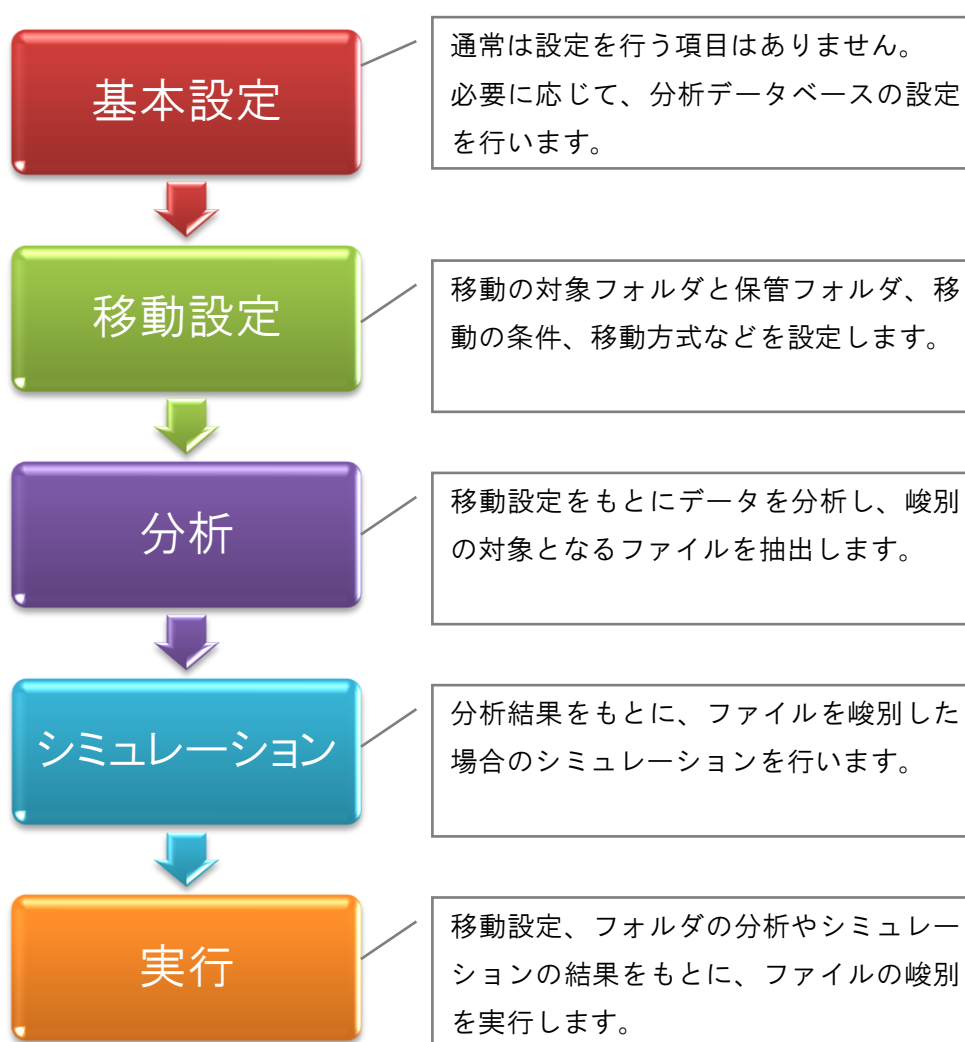 基本設定
通常は設定を行う項目はありません。
必要に応じて、分析データベースの設定
を行います。
移動設定
移動の対象フォルダと保管フォルダ、移
動の条件、移動方式などを設定します。
分析
移動設定をもとにデータを分析し、峻別
の対象となるファイルを抽出します。
シミュレーション
分析結果をもとに、ファイルを峻別した
場合のシミュレーションを行います。
実行
移動設定、フォルダの分析やシミュレー
ションの結果をもとに、ファイルの峻別
を実行します。